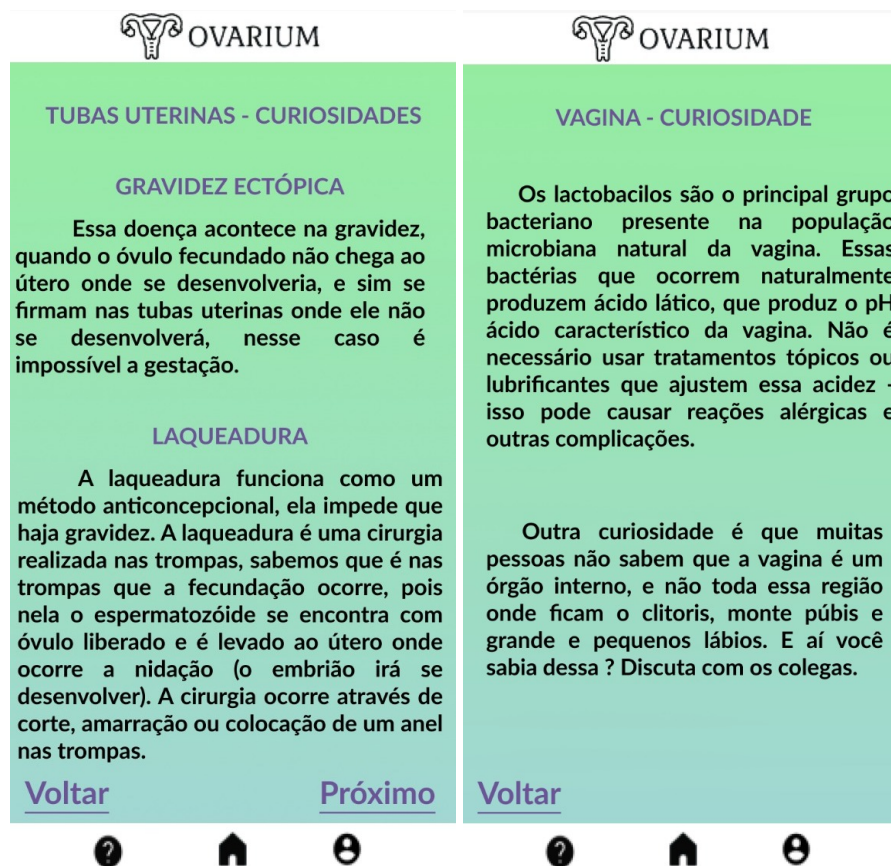 OVARIUM
TUBAS UTERINAS - CURIOSIDADES
GRAVIDEZ ECTÓPICA
Essa doença acontece na gravidez,
quando o óvulo fecundado não chega ao
útero onde se desenvolveria, e sim se
firmam nas tubas uterinas onde ele não
se desenvolverá, nesse caso é
impossível a gestação.
LAQUEADURA
A laqueadura funciona como um
método anticoncepcional, ela impede que
haja gravidez. A laqueadura é uma cirurgia
realizada nas trompas, sabemos que é nas
trompas que a fecundação ocorre, pois
nela o espermatozóide se encontra com
óvulo liberado e é levado ao útero onde
ocorre a nidação (o embrião irá se
desenvolver). A cirurgia ocorre através de
corte, amarração ou colocação de um anel
nas trompas.
Voltar Próximo
OVARIUM
VAGINA - CURIOSIDADE
Os lactobacilos são o principal grupo
bacteriano presente na população
microbiana natural da vagina. Essas
bactérias que ocorrem naturalmente
produzem ácido lático, que produz o pH
ácido característico da vagina. Não é
necessário usar tratamentos tópicos ou
lubrificantes que ajustem essa acidez -
isso pode causar reações alérgicas e
outras complicações.
Outra curiosidade é que muitas
pessoas não sabem que a vagina é um
órgão interno, e não toda essa região
onde ficam o clitoris, monte púbis e
grande e pequenos lábios. E aí você
sabia dessa ? Discuta com os colegas.
Voltar